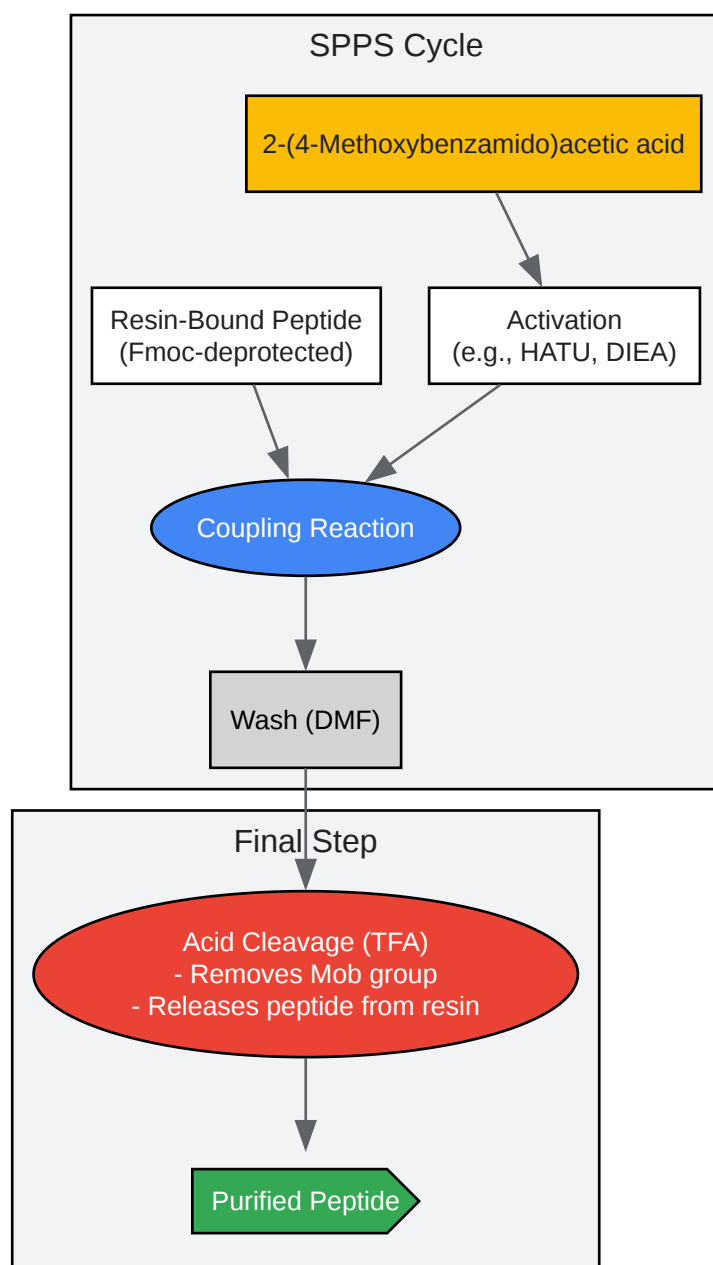 SPPS Cycle
2-(4-Methoxybenzamido)acetic acid
Resin-Bound Peptide
(Fmoc-deprotected)
Activation
(e.g., HATU, DIEA)
Coupling Reaction
Wash (DMF)
Final Step
Acid Cleavage (TFA)
- Removes Mob group
- Releases peptide from resin
Purified Peptide